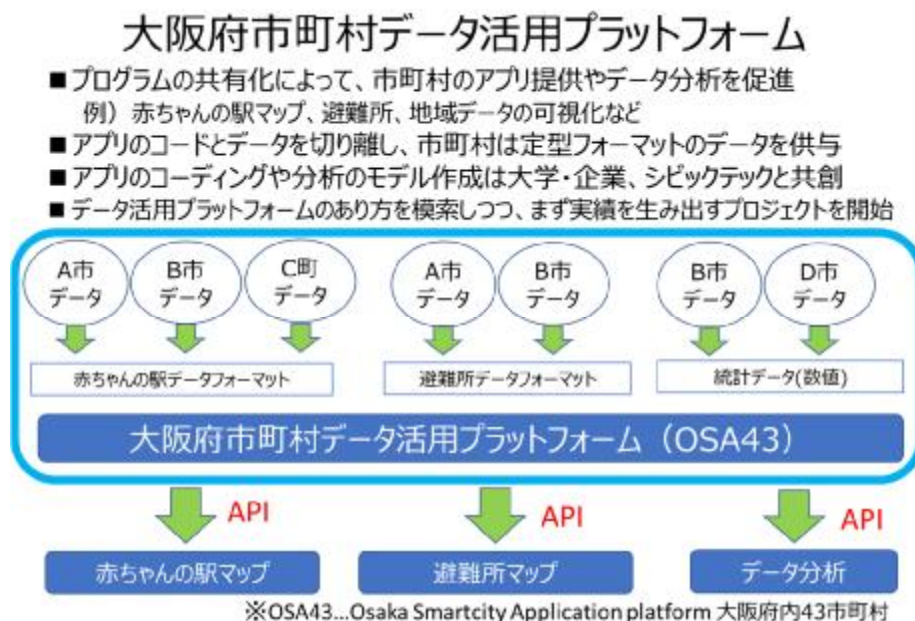 大阪府市町村データ活用プラットフォーム
■プログラムの共有化によって、市町村のアプリ提供やデータ分析を促進
例）赤ちゃんの駅マップ、避難所、地域データの可視化など
■アプリのコードとデータを切り離し、市町村は定型フォーマットのデータを供与
■アプリのコーディングや分析のモデル作成は大学・企業、シビックテックと共創
■データ活用プラットフォームのあり方を模索しつつ、まず実績を生み出すプロジェクトを開始
A市
データ
B市
データ
C町
データ
A市
データ
B市
データ
B市
データ
D市
データ
赤ちゃんの駅データフォーマット
避難所データフォーマット
統計データ(数値)
大阪府市町村データ活用プラットフォーム（OSA43）
API
API
API
赤ちゃんの駅マップ
避難所マップ
データ分析
※OSA43...Osaka Smartcity Application platform 大阪府内43市町村